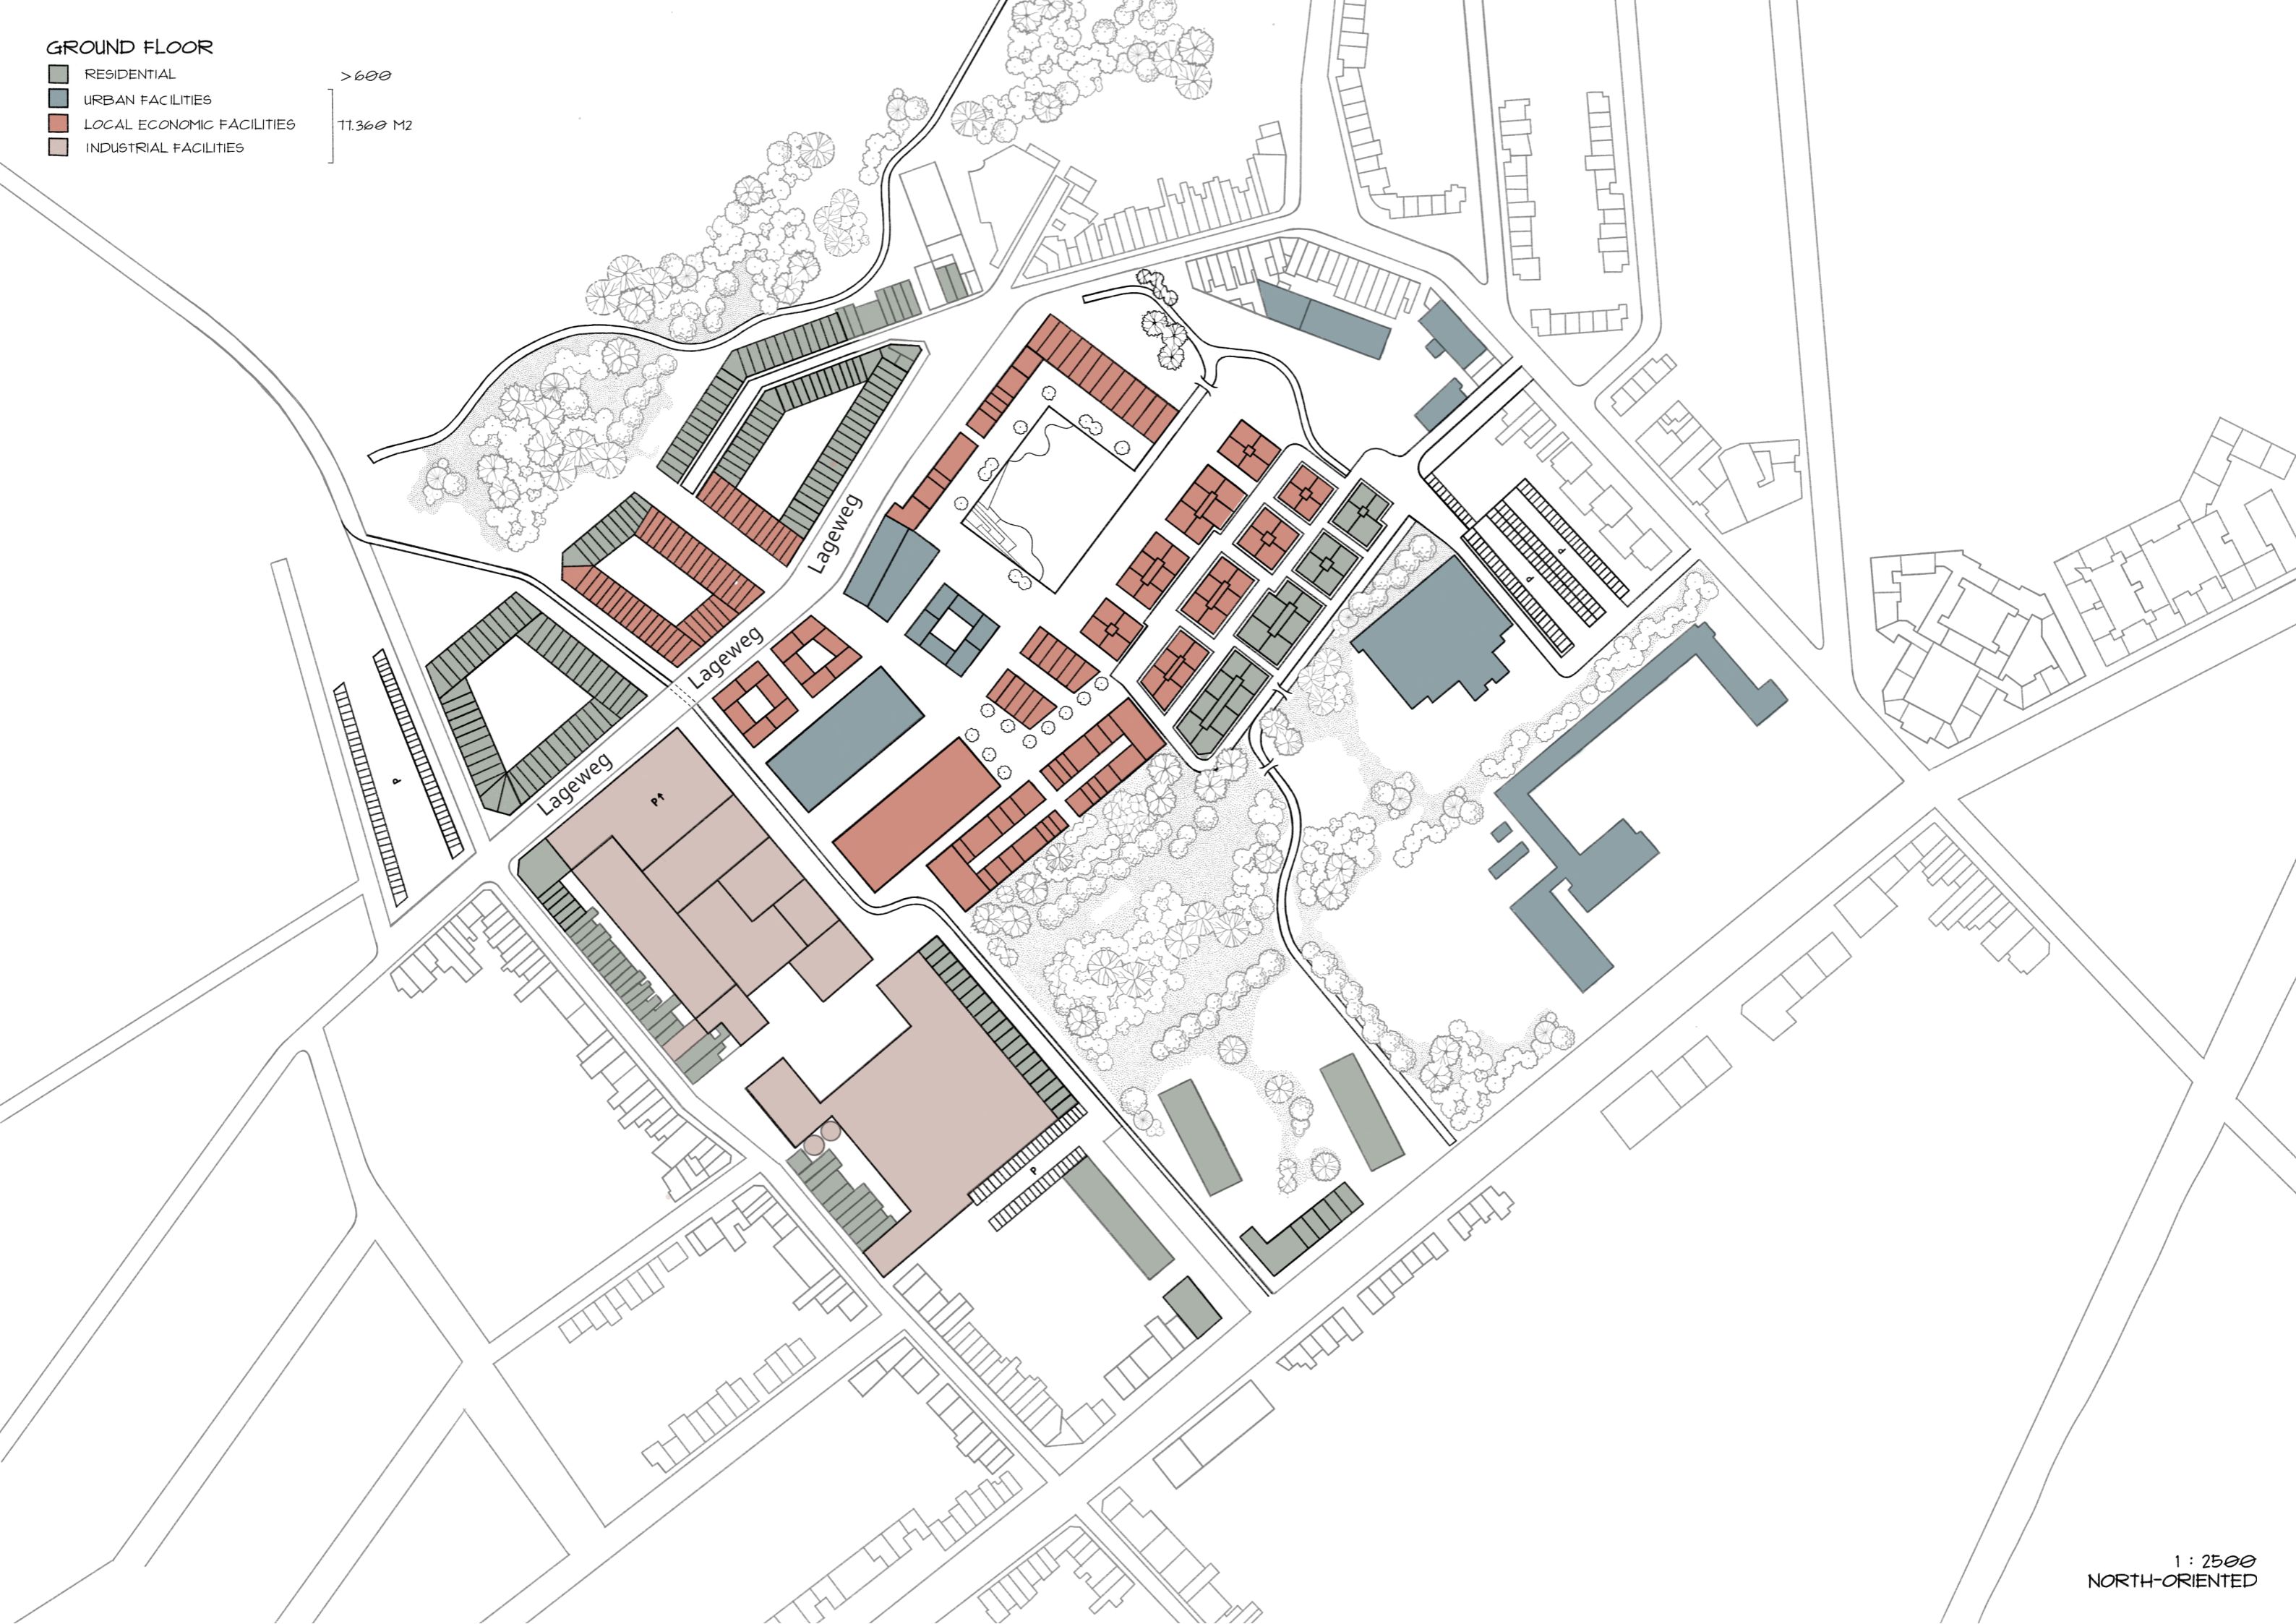 GROUND FLOOR
RESIDENTIAL
>600
URBAN FACILITIES
LOCAL ECONOMIC FACILITIES
11.360 M2
INDUSTRIAL FACILITIES
Lageweg
Lageweg
Lageweg
P
P
P
P
P
1 : 2500
NORTH-ORIENTED